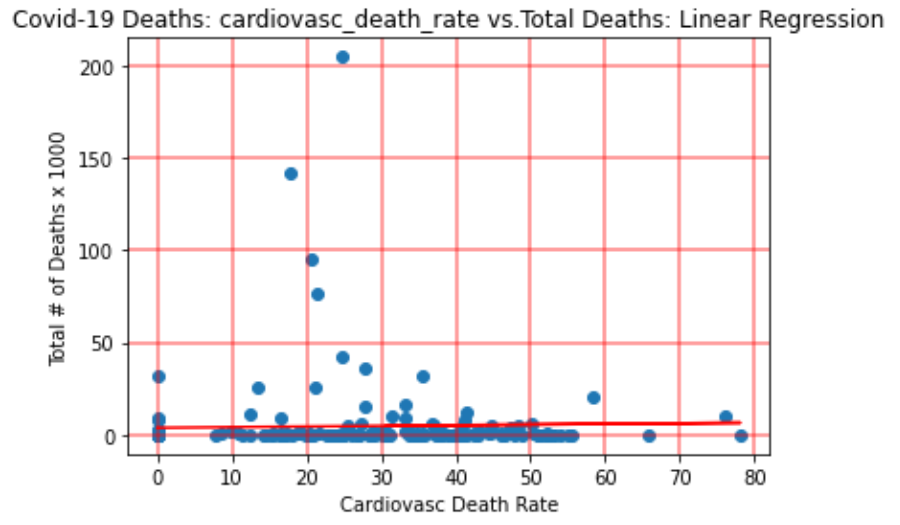 Covid-19 Deaths: cardiovasc_death_rate vs.Total Deaths: Linear Regression
Total # of Deaths x 1000
200
150
100
50
0
0 10 20 30 40 50 60 70 80
Cardiovasc Death Rate